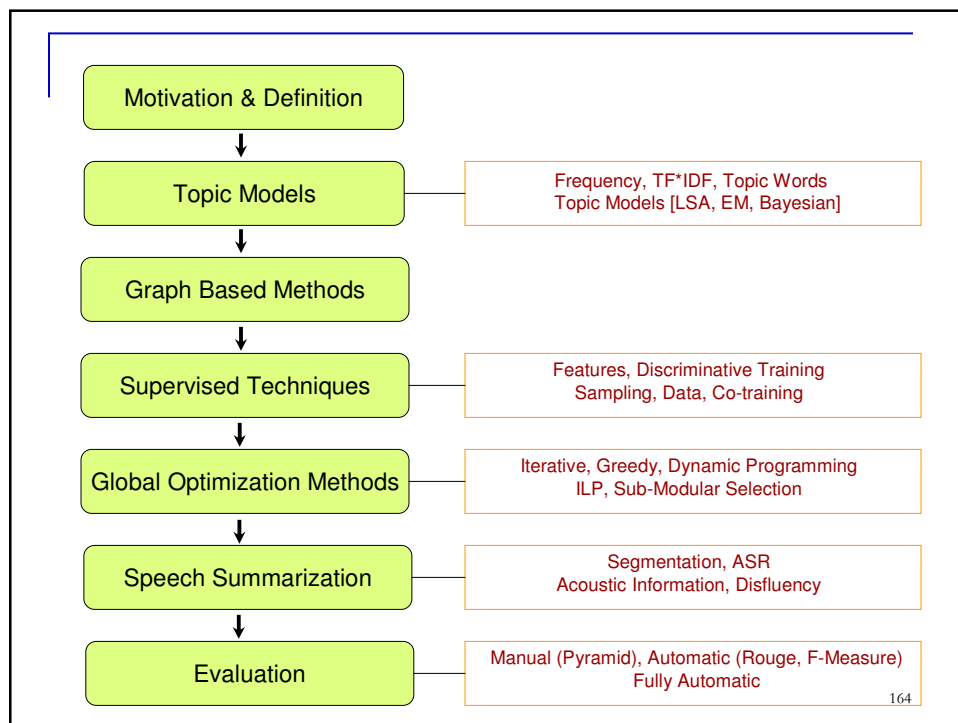 Motivation & Definition
Topic Models
Frequency, TF*IDF, Topic Words
Topic Models [LSA, EM, Bayesian]
Graph Based Methods
Supervised Techniques
Features, Discriminative Training
Sampling, Data, Co-training
Global Optimization Methods
Iterative, Greedy, Dynamic Programming
ILP, Sub-Modular Selection
Speech Summarization
Segmentation, ASR
Acoustic Information, Disfluency
Evaluation
Manual (Pyramid), Automatic (Rouge, F-Measure)
Fully Automatic
164